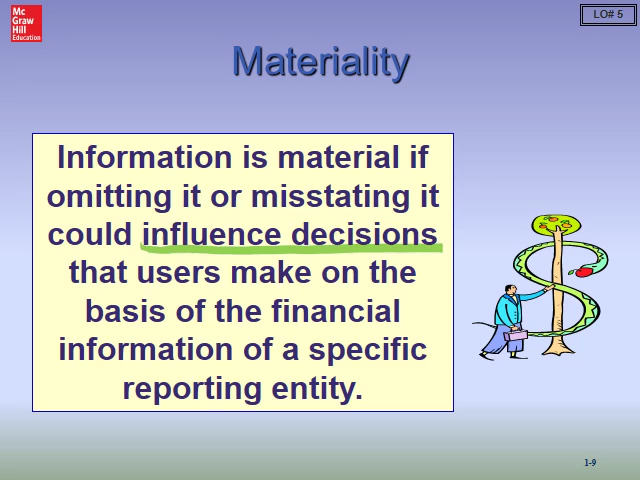 Mc
Graw
Hill
Education
LO# 5
Materiality
Information is material if
omitting it or misstating it
could influence decisions
that users make on the
basis of the financial
information of a specific
reporting entity.
1-9